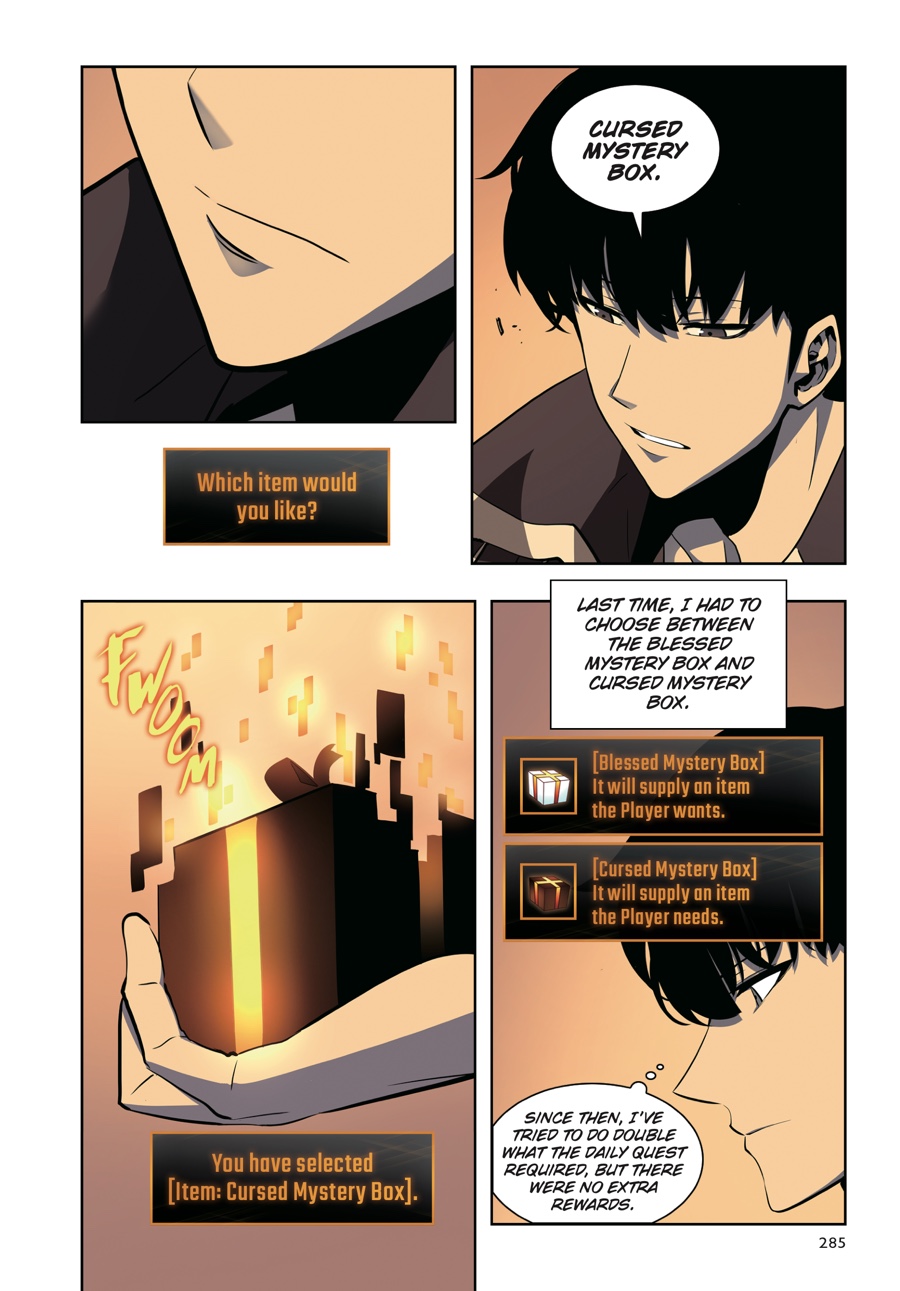 Which item would
you like?
CURSED
MYSTERY
BOX.
FWOOM
You have selected
[Item: Cursed Mystery Box].
LAST TIME, I HAD TO
CHOOSE BETWEEN
THE BLESSED
MYSTERY BOX AND
CURSED MYSTERY
BOX.
[Blessed Mystery Box]
It will supply an item
the Player wants.
[Cursed Mystery Box]
It will supply an item
the Player needs.
SINCE THEN, I'VE
TRIED TO DO DOUBLE
WHAT THE DAILY QUEST
REQUIRED, BUT THERE
WERE NO EXTRA
REWARDS.
285